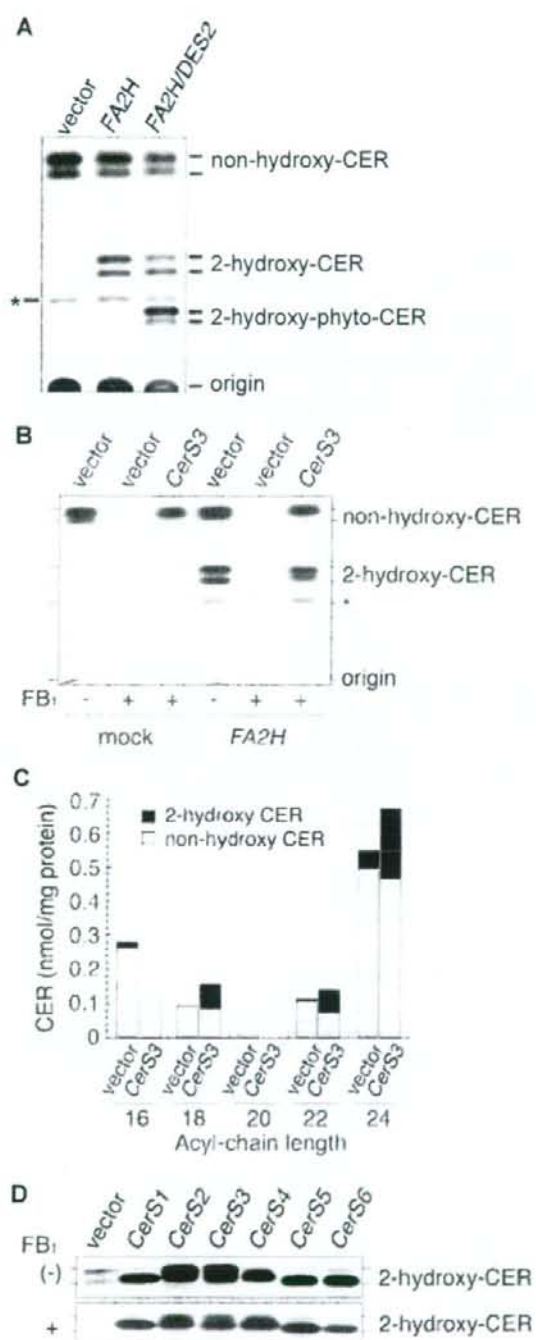 A
vector FA2H FA2H/DES2
non-hydroxy-CER
2-hydroxy-CER
*
2-hydroxy-phyto-CER
origin
B
vector vector CerS3 vector vector CerS3
non-hydroxy-CER
2-hydroxy-CER
*
origin
FB1 - + + - + +
mock FA2H
C
CER (nmol/mg protein)
0.7
0.6
0.5
0.4
0.3
0.2
0.1
0
2-hydroxy CER
non-hydroxy CER
vector CerS3 vector CerS3 vector CerS3 vector CerS3 vector CerS3
16 18 20 22 24
Acyl-chain length
D
vector CerS1 CerS2 CerS3 CerS4 CerS5 CerS6
FB1
(-) 2-hydroxy-CER
+ 2-hydroxy-CER